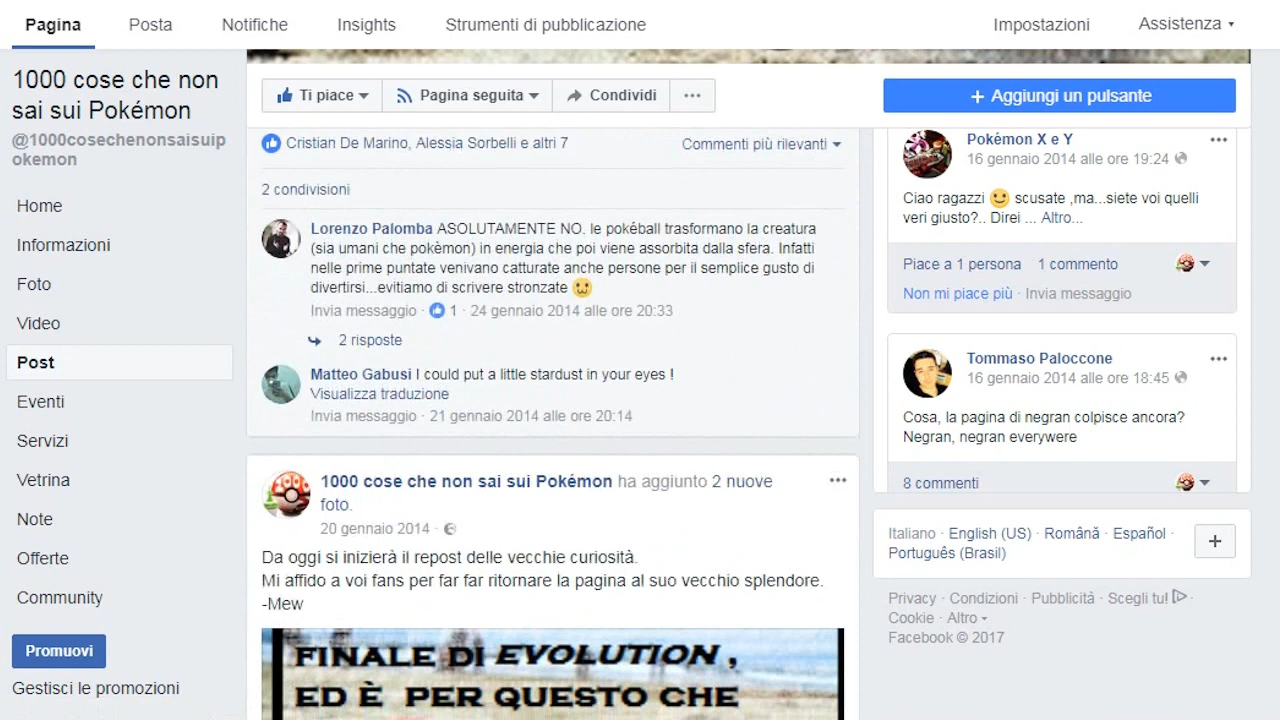 Pagina
Posta
Notifiche
Insights
Strumenti di pubblicazione
Impostazioni
Assistenza
1000 cose che non
sai sui Pokémon
@1000cosechenonsaisuip
okemon
Home
Informazioni
Foto
Video
Post
Eventi
Servizi
Vetrina
Note
Offerte
Community
Promuovi
Gestisci le promozioni
Ti piace
Pagina seguita
Condividi
Aggiungi un pulsante
Cristian De Marino, Alessia Sorbelli e altri 7
Commenti più rilevanti
2 condivisioni
Lorenzo Palomba ASOLUTAMENTE NO. le pokéball trasformano la creatura
(sia umani che pokèmon) in energia che poi viene assorbita dalla sfera. Infatti
nelle prime puntate venivano catturate anche persone per il semplice gusto di
divertirsi...evitiamo di scrivere stronzate
Invia messaggio · 1 · 24 gennaio 2014 alle ore 20:33
2 risposte
Matteo Gabusi I could put a little stardust in your eyes !
Visualizza traduzione
Invia messaggio · 21 gennaio 2014 alle ore 20:14
1000 cose che non sai sui Pokémon ha aggiunto 2 nuove
foto.
20 gennaio 2014 ·
Da oggi si inizierà il repost delle vecchie curiosità.
Mi affido a voi fans per far far ritornare la pagina al suo vecchio splendore.
-Mew
FINALE DI EVOLUTION ,
ED È PER QUESTO CHE
Pokémon X e Y
16 gennaio 2014 alle ore 19:24
Ciao ragazzi scusate ,ma...siete voi quelli
veri giusto?.. Direi ... Altro...
Piace a 1 persona 1 commento
Non mi piace più · Invia messaggio
Tommaso Paloccone
16 gennaio 2014 alle ore 18:45
Cosa, la pagina di negran colpisce ancora?
Negran, negran everywere
8 commenti
Italiano · English (US) · Română · Español ·
Português (Brasil)
+
Privacy · Condizioni · Pubblicità · Scegli tu! ·
Cookie · Altro
Facebook © 2017